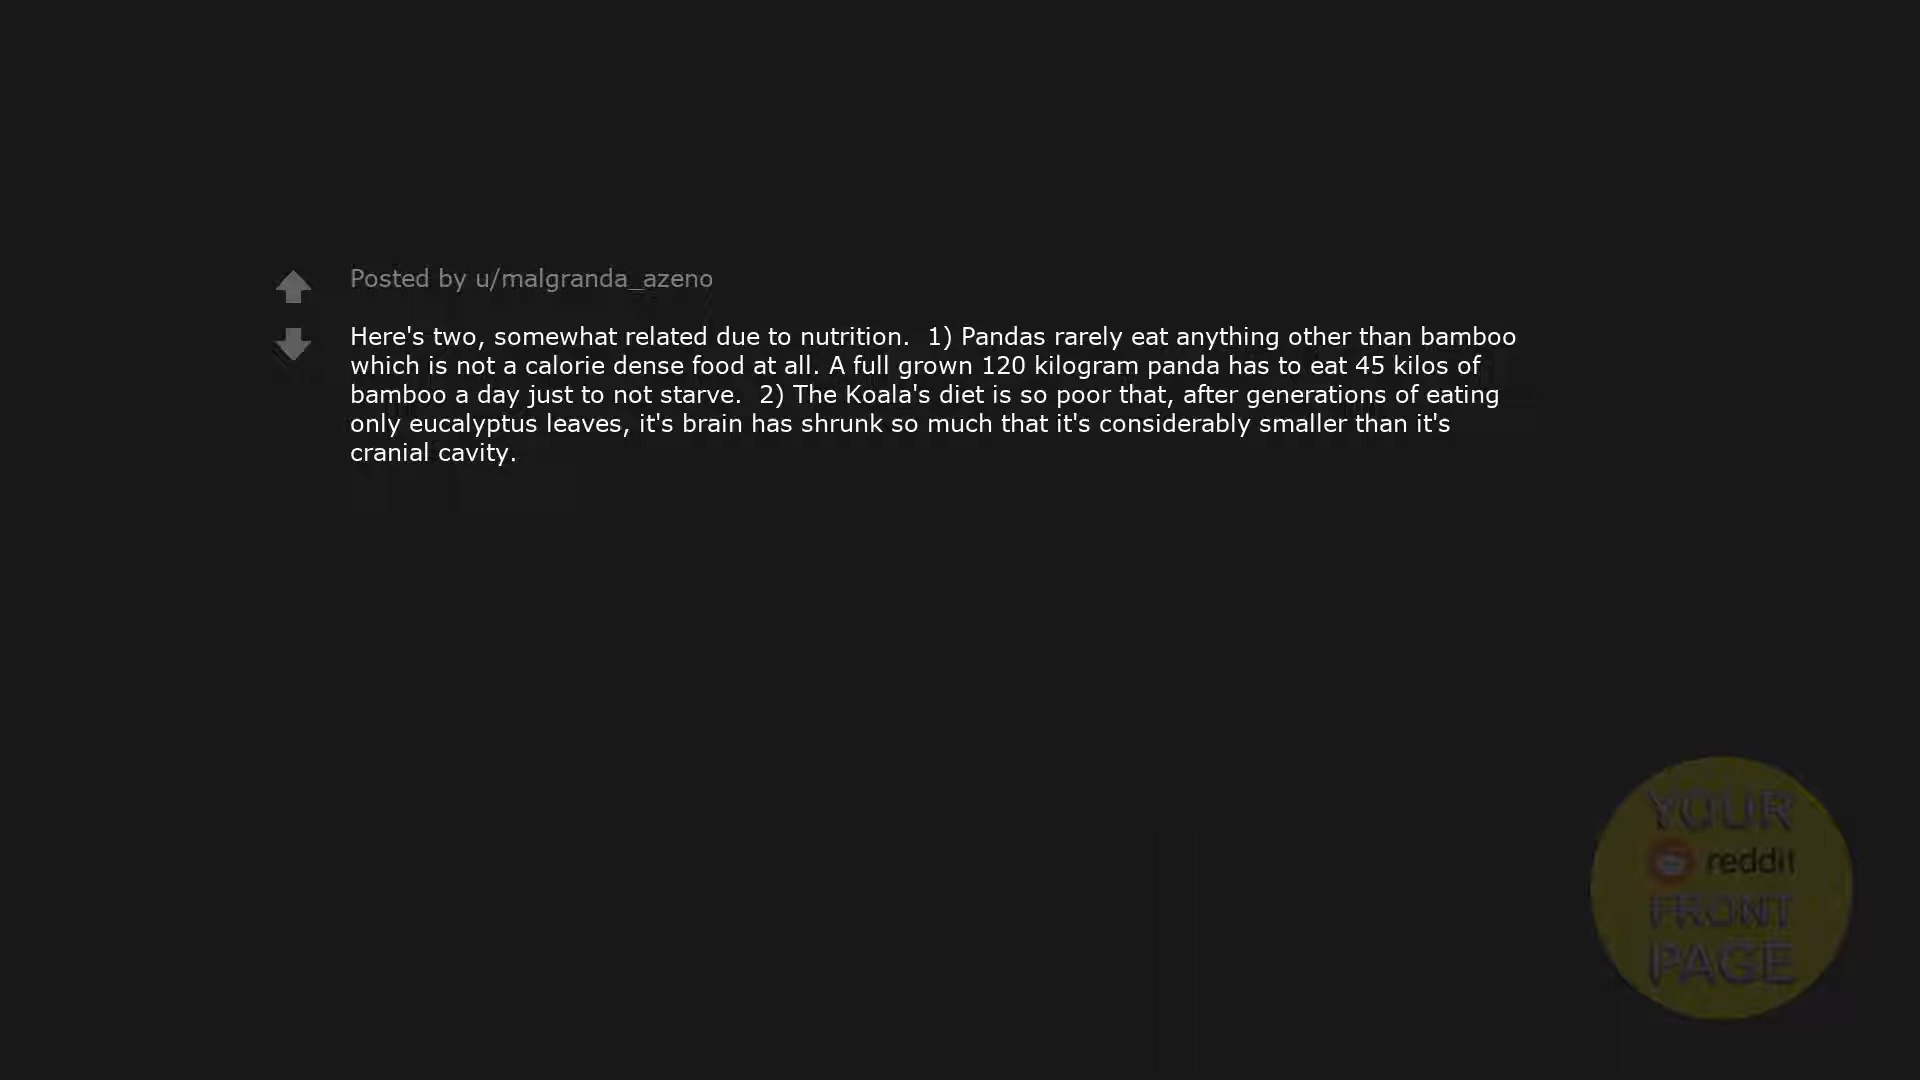 Posted by u/malgranda_azeno
Here's two, somewhat related due to nutrition.  1) Pandas rarely eat anything other than bamboo
which is not a calorie dense food at all. A full grown 120 kilogram panda has to eat 45 kilos of
bamboo a day just to not starve.  2) The Koala's diet is so poor that, after generations of eating
only eucalyptus leaves, it's brain has shrunk so much that it's considerably smaller than it's
cranial cavity.
YOUR
reddit
FRONT
PAGE